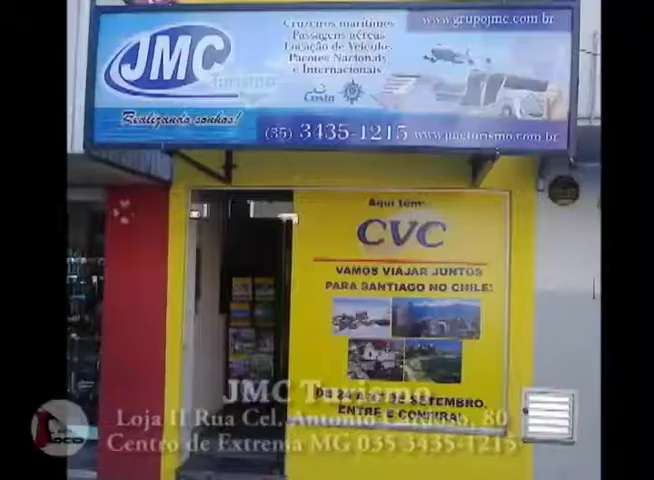 www.grupojmc.com.br
Cruzeiros marítimos
Passagens aéreas
Locação de Veículos
Pacotes Nacionais
e Internacionais
JMC
Turismo
Costa
Realizando sonhos!
(35) 3435-1215 www.jmcturismo.com.br
Aqui tem:
CVC
VAMOS VIAJAR JUNTOS
PARA SANTIAGO NO CHILE!
DE SETEMBRO.
ENTRE E CONFIRA!
JMC Turismo
Loja II Rua Cel. Antonio 80
Centro de Extrema MG 035 3435-1215